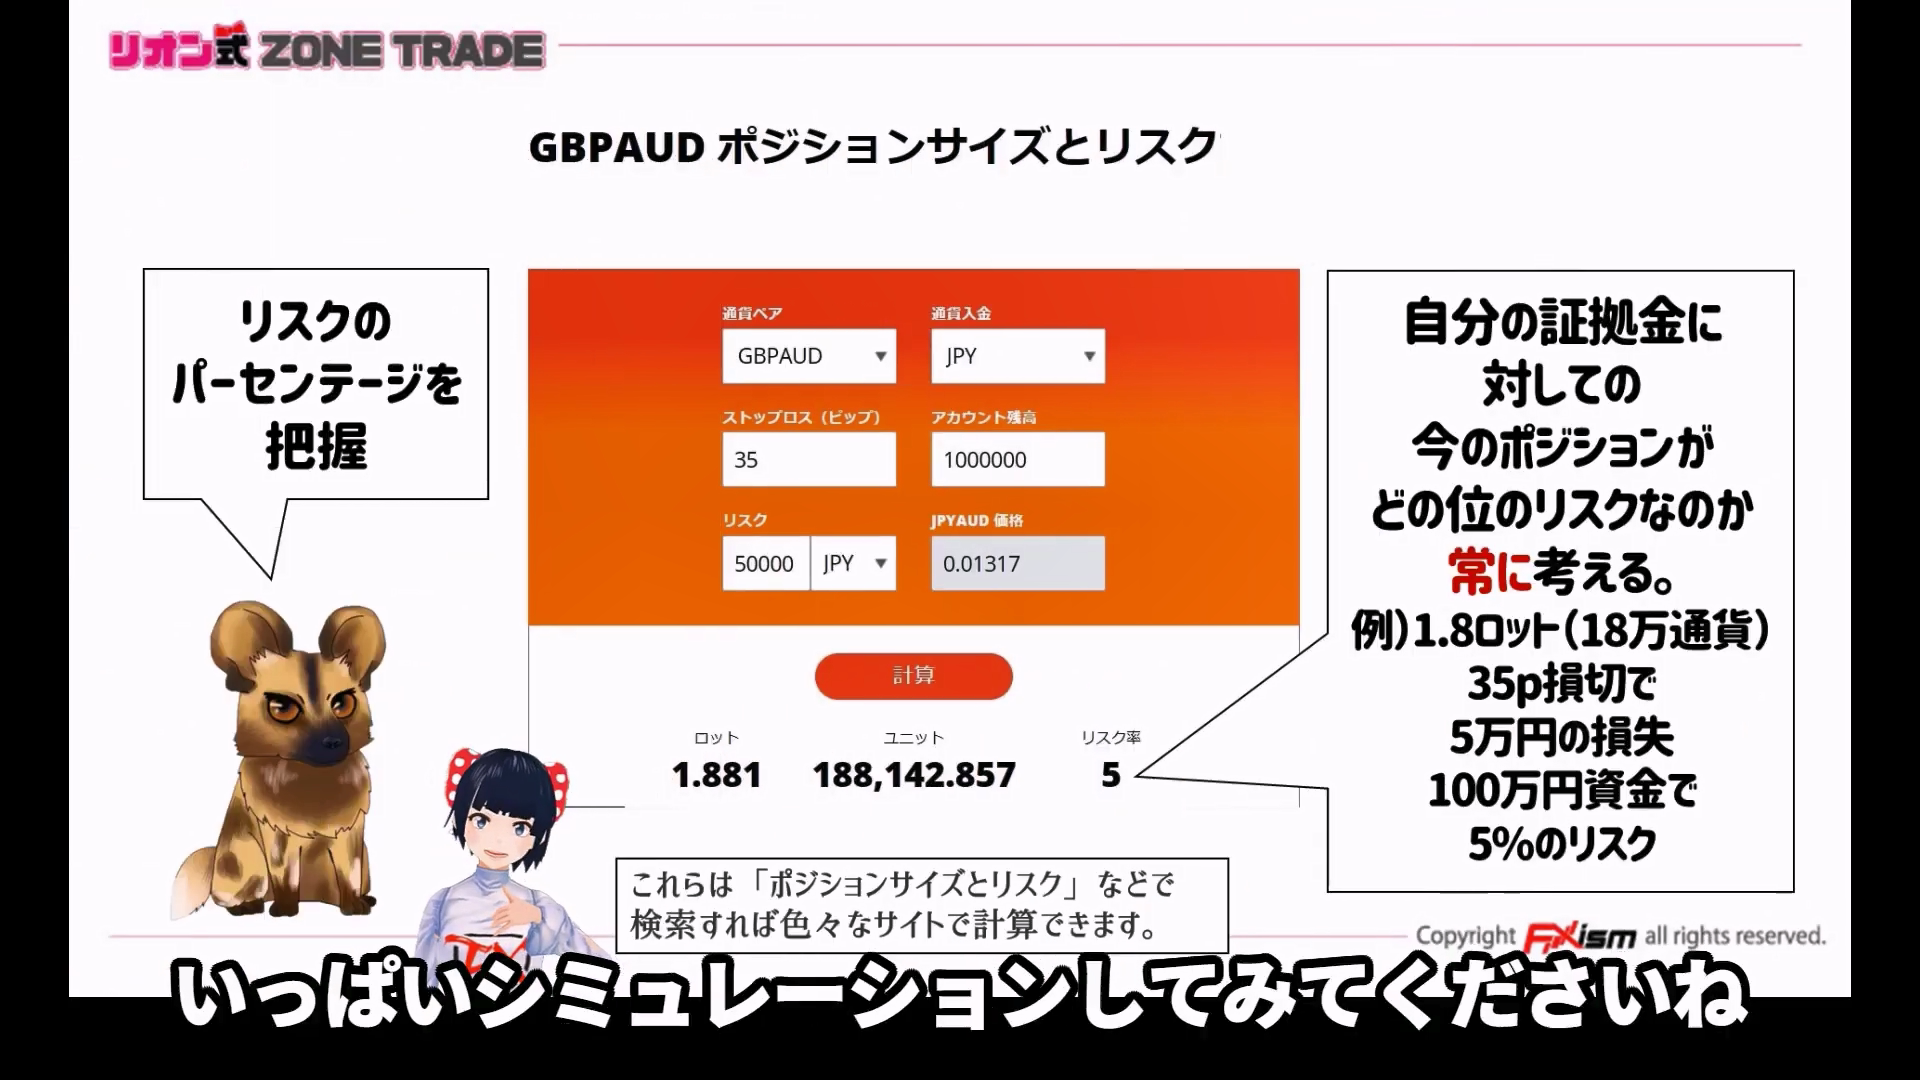 リオン式 ZONE TRADE
GBPAUD ポジションサイズとリスク
リスクの
パーセンテージを
把握
通貨ペア
通貨入金
GBPAUD
JPY
ストップロス（ピップ）
アカウント残高
35
1000000
リスク
JPYAUD 価格
50000
JPY
0.01317
計算
ロット
ユニット
リスク率
1.881
188,142.857
5
自分の証拠金に
対しての
今のポジションが
どの位のリスクなのか
常に考える。
例）1.8ロット（18万通貨）
35p損切で
5万円の損失
100万円資金で
5%のリスク
これらは「ポジションサイズとリスク」などで
検索すれば色々なサイトで計算できます。
Copyright FXism all rights reserved.
いっぱいシミュレーションしてみてくださいね